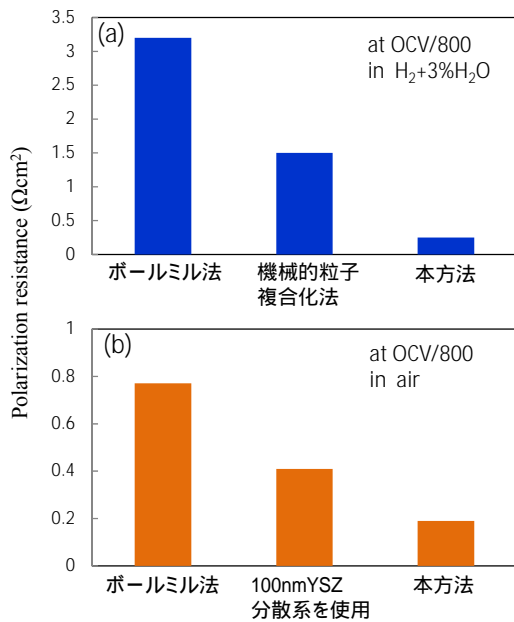 Polarization resistance (Ωcm²)
(a)
at OCV/800
in H₂+3%H₂O
3.5
3
2.5
2
1.5
1
0.5
0
ボールミル法
機械的粒子
複合化法
本方法
(b)
at OCV/800
in air
1
0.8
0.6
0.4
0.2
0
ボールミル法
100nmYSZ
分散系を使用
本方法